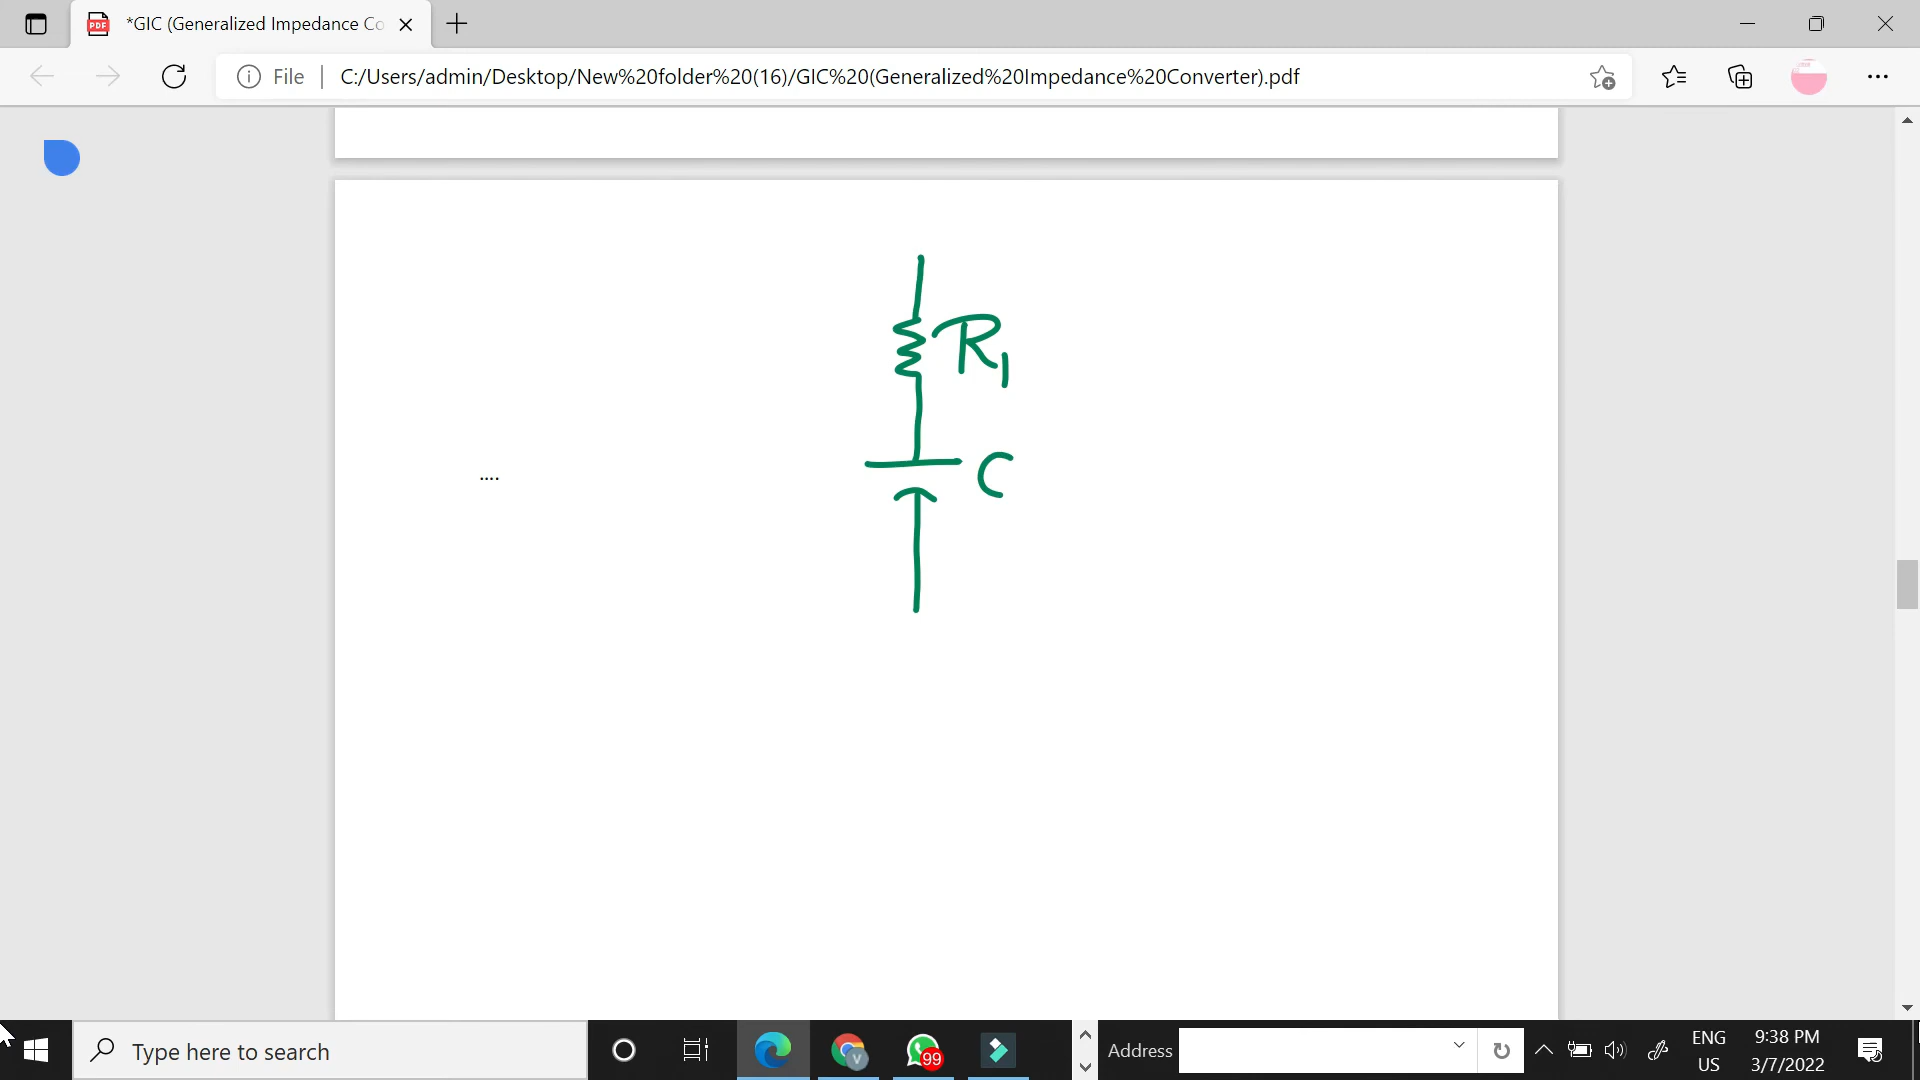 *GIC (Generalized Impedance Co
File
C:/Users/admin/Desktop/New%20folder%20(16)/GIC%20(Generalized%20Impedance%20Converter).pdf
R1
C
....
Type here to search
V
99
Address
ENG
US
9:38 PM
3/7/2022